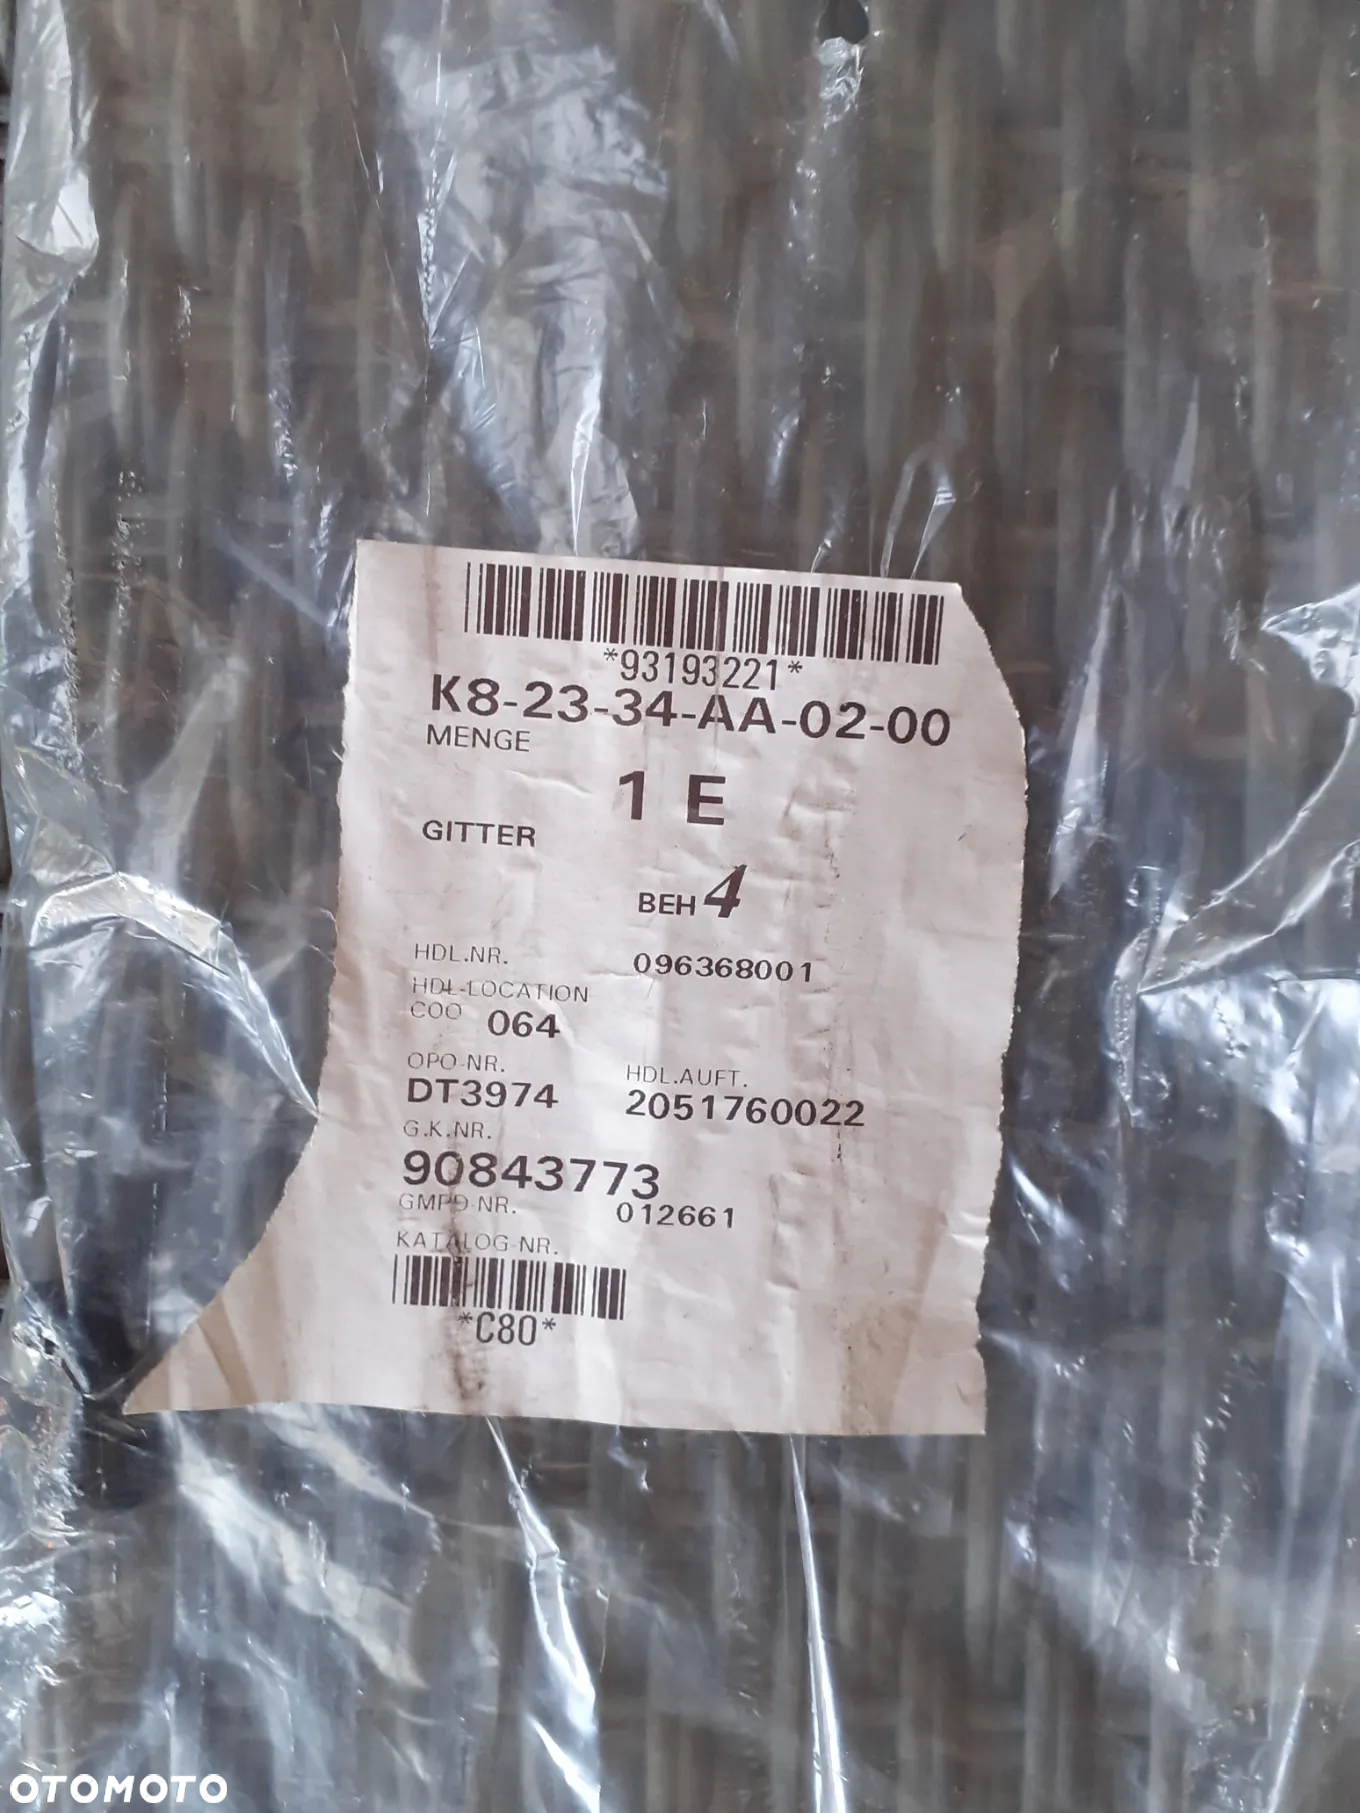 *93193221*
K8-23-34-AA-02-00
MENGE
1 E
GITTER
BEH 4
HDL.NR. 096368001
HDL-LOCATION
COO 064
OPO-NR. HDL.AUFT.
DT3974 2051760022
G.K.NR.
90843773
GMPD-NR. 012661
KATALOG-NR.
*C80*
OTOMOTO